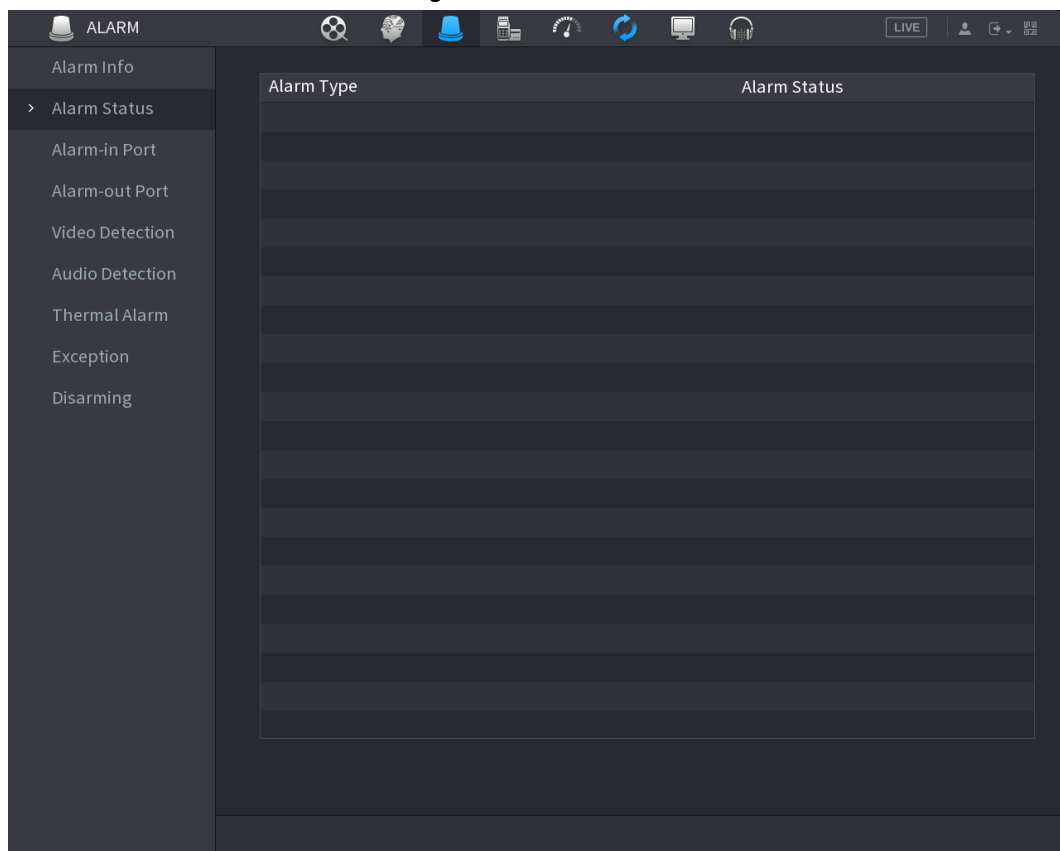 ALARM
LIVE
Alarm Info
Alarm Type
Alarm Status
> Alarm Status
Alarm-in Port
Alarm-out Port
Video Detection
Audio Detection
Thermal Alarm
Exception
Disarming